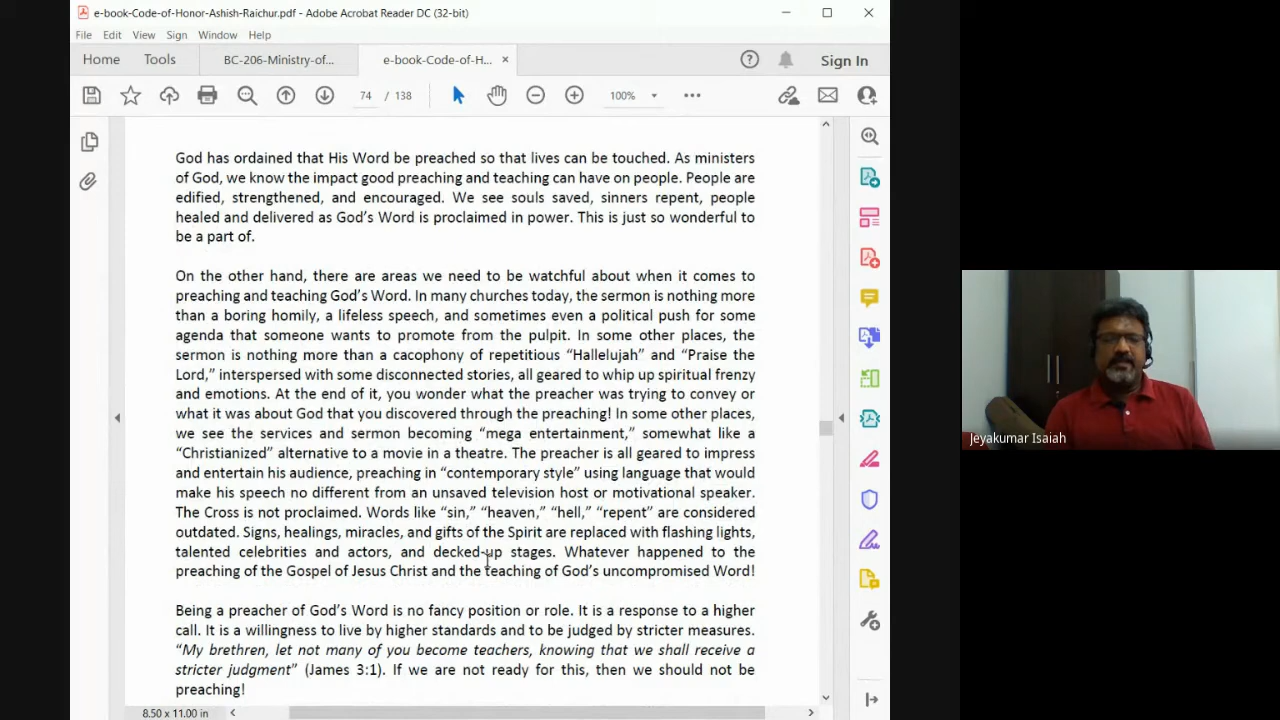 e-book-Code-of-Honor-Ashish-Raichur.pdf - Adobe Acrobat Reader DC (32-bit)
File Edit View Sign Window Help
Home Tools BC-206-Ministry-of... e-book-Code-of-H... × Sign In
74 / 138 100%
God has ordained that His Word be preached so that lives can be touched. As ministers
of God, we know the impact good preaching and teaching can have on people. People are
edified, strengthened, and encouraged. We see souls saved, sinners repent, people
healed and delivered as God’s Word is proclaimed in power. This is just so wonderful to
be a part of.
On the other hand, there are areas we need to be watchful about when it comes to
preaching and teaching God’s Word. In many churches today, the sermon is nothing more
than a boring homily, a lifeless speech, and sometimes even a political push for some
agenda that someone wants to promote from the pulpit. In some other places, the
sermon is nothing more than a cacophony of repetitious “Hallelujah” and “Praise the
Lord,” interspersed with some disconnected stories, all geared to whip up spiritual frenzy
and emotions. At the end of it, you wonder what the preacher was trying to convey or
what it was about God that you discovered through the preaching! In some other places,
we see the services and sermon becoming “mega entertainment,” somewhat like a
“Christianized” alternative to a movie in a theatre. The preacher is all geared to impress
and entertain his audience, preaching in “contemporary style” using language that would
make his speech no different from an unsaved television host or motivational speaker.
The Cross is not proclaimed. Words like “sin,” “heaven,” “hell,” “repent” are considered
outdated. Signs, healings, miracles, and gifts of the Spirit are replaced with flashing lights,
talented celebrities and actors, and decked-up stages. Whatever happened to the
preaching of the Gospel of Jesus Christ and the teaching of God’s uncompromised Word!
Being a preacher of God’s Word is no fancy position or role. It is a response to a higher
call. It is a willingness to live by higher standards and to be judged by stricter measures.
“My brethren, let not many of you become teachers, knowing that we shall receive a
stricter judgment” (James 3:1). If we are not ready for this, then we should not be
preaching!
8.50 x 11.00 in
Jeyakumar Isaiah